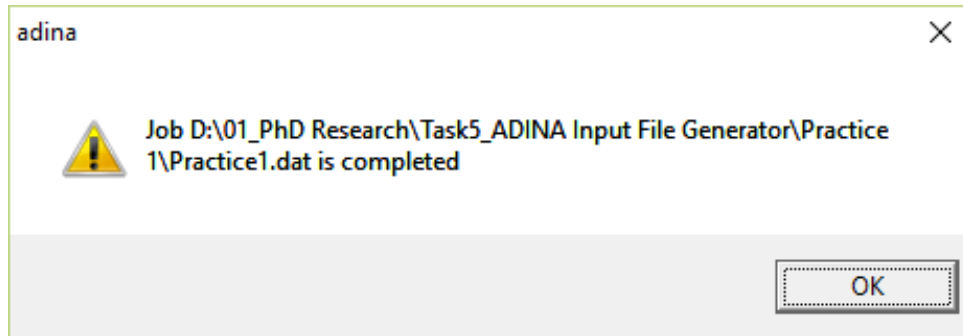 adina
Job D:\01_PhD Research\Task5_ADINA Input File Generator\Practice
1\Practice1.dat is completed
OK